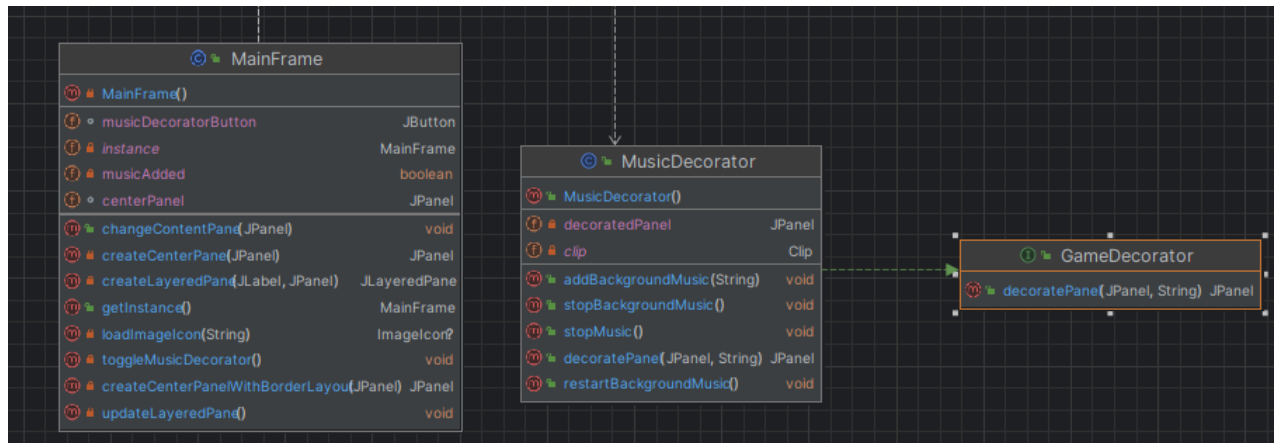 MainFrame
MainFrame()
musicDecoratorButton JButton
instance MainFrame
musicAdded boolean
centerPanel JPanel
changeContentPane(JPanel) void
createCenterPane(JPanel) JPanel
createLayeredPane(JLabel, JPanel) JLayeredPane
getInstance() MainFrame
loadImageIcon(String) ImageIcon?
toggleMusicDecorator() void
createCenterPanelWithBorderLayou(JPanel) JPanel
updateLayeredPane() void
MusicDecorator
MusicDecorator()
decoratedPanel JPanel
clip Clip
addBackgroundMusic(String) void
stopBackgroundMusic() void
stopMusic() void
decoratePane(JPanel, String) JPanel
restartBackgroundMusic() void
GameDecorator
decoratePanel(JPanel, String) JPanel